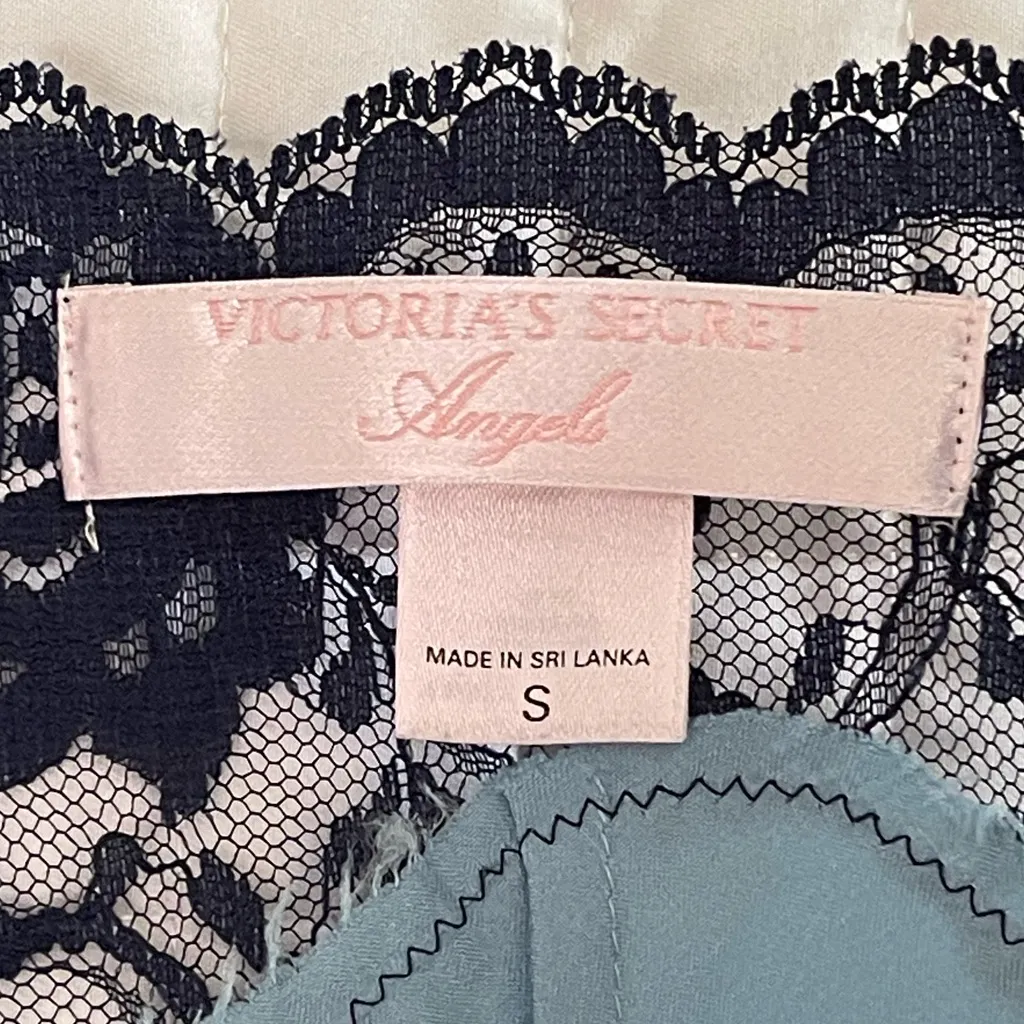 VICTORIA'S SECRET
Angels
MADE IN SRI LANKA
S